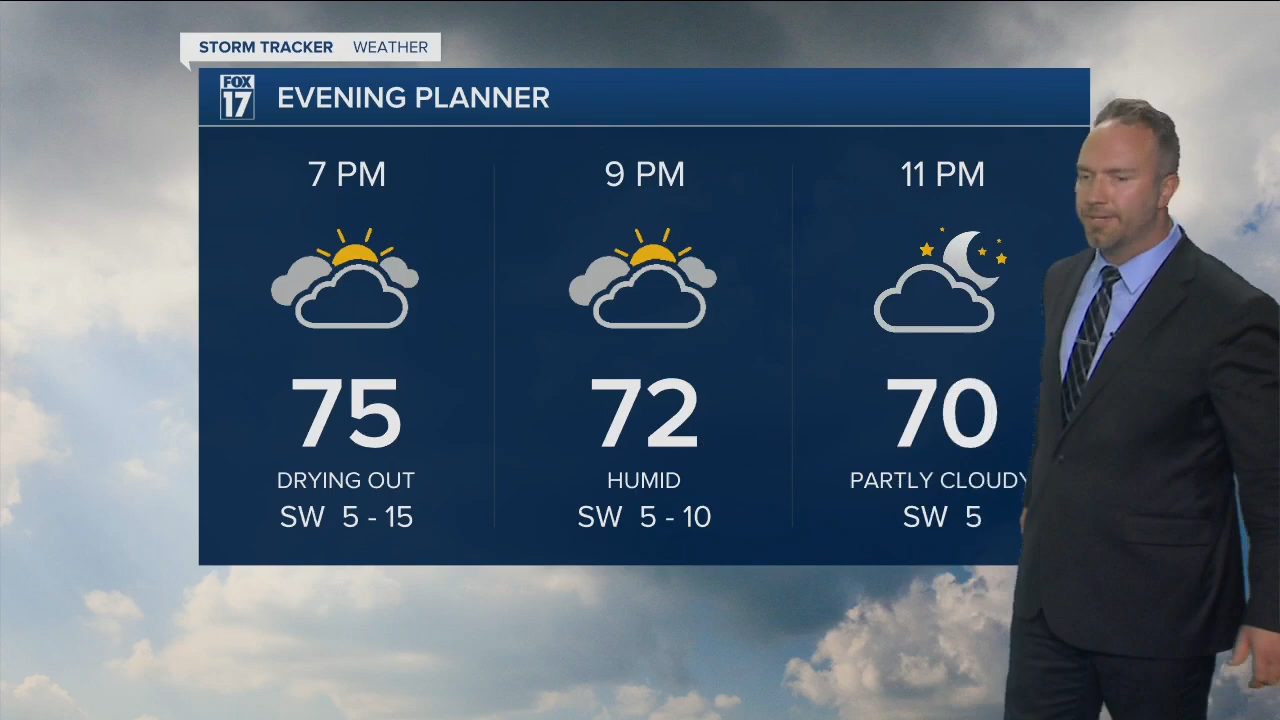 STORM TRACKER WEATHER
FOX
17
EVENING PLANNER
7 PM 9 PM 11 PM
75 72 70
DRYING OUT HUMID PARTLY CLOUDY
SW 5 - 15 SW 5 - 10 SW 5